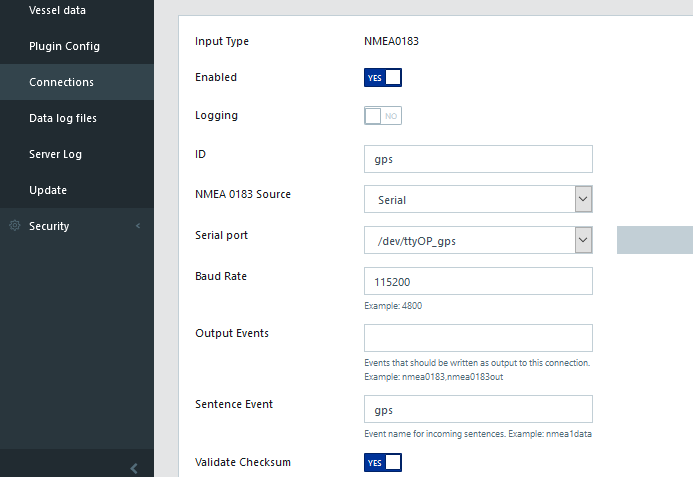 Vessel data
Plugin Config
Connections
Data log files
Server Log
Update
Security
Input Type NMEA0183
Enabled YES
Logging NO
ID gps
NMEA 0183 Source Serial
Serial port /dev/ttyOP_gps
Baud Rate 115200
Example: 4800
Output Events
Events that should be written as output to this connection.
Example: nmea0183,nmea0183out
Sentence Event gps
Event name for incoming sentences. Example: nmea1data
Validate Checksum YES